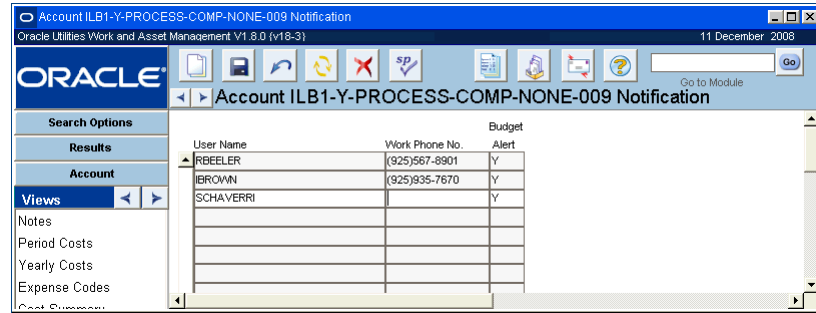 Account ILB1-Y-PROCESS-COMP-NONE-009 Notification
Oracle Utilities Work and Asset Management V1.8.0 (v18-3) 11 December 2008
ORACLE
sp
Go
Go to Module
Account ILB1-Y-PROCESS-COMP-NONE-009 Notification
Search Options
Results
Account
Views
Notes
Period Costs
Yearly Costs
Expense Codes
Cost Summary
Budget
User Name Work Phone No. Alert
RBEELER (925)567-8901 Y
IBROWN (925)935-7670 Y
SCHAVERRI Y